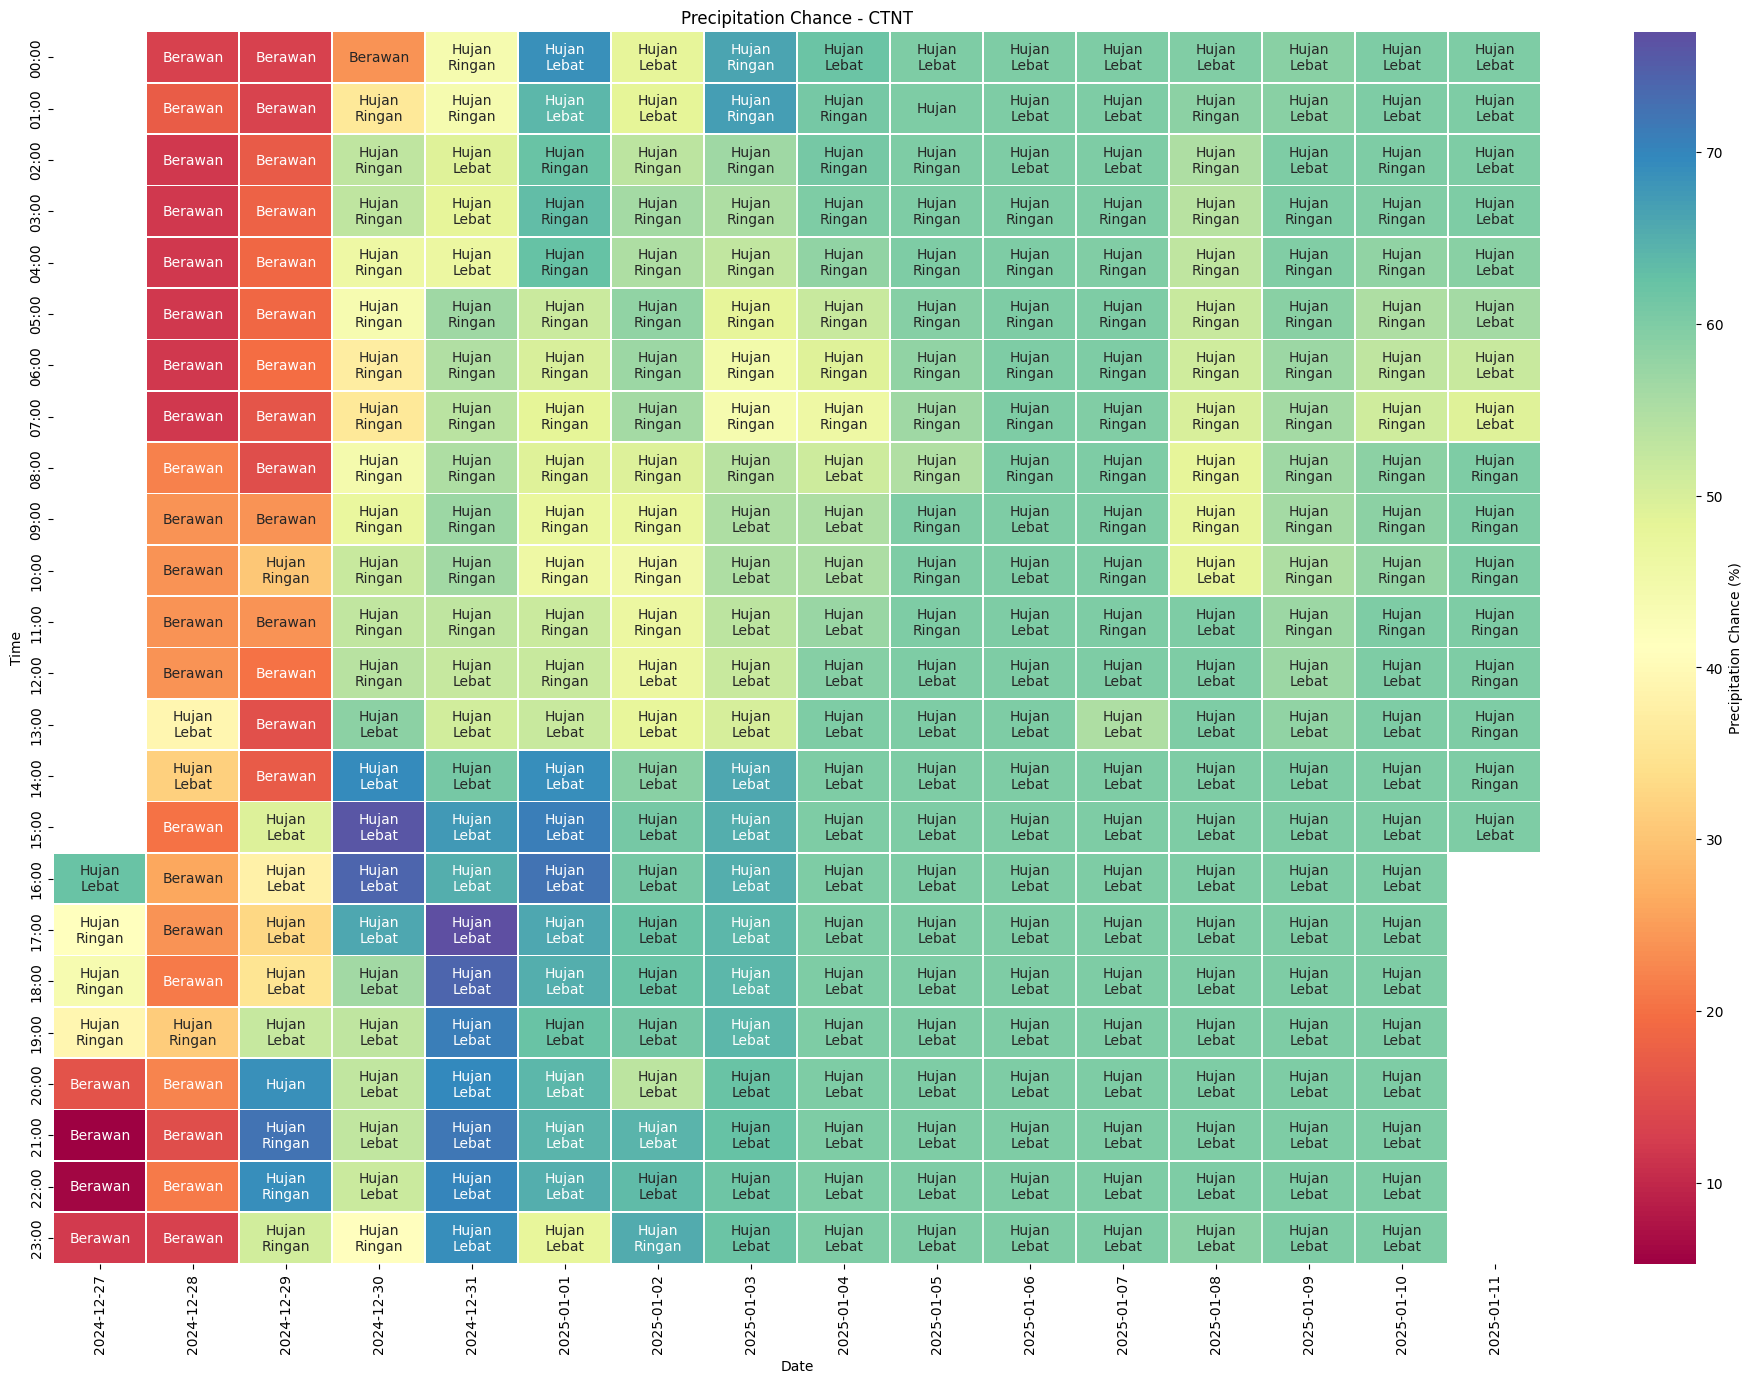 Precipitation Chance - CTNT
Time
00:00 Berawan Berawan Berawan Hujan Ringan Hujan Lebat Hujan Lebat Hujan Ringan Hujan Lebat Hujan Lebat Hujan Lebat Hujan Lebat Hujan Lebat Hujan Lebat Hujan Lebat Hujan Lebat
01:00 Berawan Berawan Hujan Ringan Hujan Ringan Hujan Lebat Hujan Lebat Hujan Ringan Hujan Ringan Hujan Hujan Lebat Hujan Lebat Hujan Ringan Hujan Lebat Hujan Lebat Hujan Lebat
02:00 Berawan Berawan Hujan Ringan Hujan Lebat Hujan Ringan Hujan Ringan Hujan Ringan Hujan Ringan Hujan Ringan Hujan Lebat Hujan Lebat Hujan Ringan Hujan Lebat Hujan Ringan Hujan Lebat
03:00 Berawan Berawan Hujan Ringan Hujan Lebat Hujan Ringan Hujan Ringan Hujan Ringan Hujan Ringan Hujan Ringan Hujan Ringan Hujan Ringan Hujan Ringan Hujan Ringan Hujan Ringan Hujan Lebat
04:00 Berawan Berawan Hujan Ringan Hujan Lebat Hujan Ringan Hujan Ringan Hujan Ringan Hujan Ringan Hujan Ringan Hujan Ringan Hujan Ringan Hujan Ringan Hujan Ringan Hujan Ringan Hujan Lebat
05:00 Berawan Berawan Hujan Ringan Hujan Ringan Hujan Ringan Hujan Ringan Hujan Ringan Hujan Ringan Hujan Ringan Hujan Ringan Hujan Ringan Hujan Ringan Hujan Ringan Hujan Ringan Hujan Lebat
06:00 Berawan Berawan Hujan Ringan Hujan Ringan Hujan Ringan Hujan Ringan Hujan Ringan Hujan Ringan Hujan Ringan Hujan Ringan Hujan Ringan Hujan Ringan Hujan Ringan Hujan Ringan Hujan Lebat
07:00 Berawan Berawan Hujan Ringan Hujan Ringan Hujan Ringan Hujan Ringan Hujan Ringan Hujan Ringan Hujan Ringan Hujan Ringan Hujan Ringan Hujan Ringan Hujan Ringan Hujan Ringan Hujan Lebat
08:00 Berawan Berawan Hujan Ringan Hujan Ringan Hujan Ringan Hujan Ringan Hujan Ringan Hujan Lebat Hujan Ringan Hujan Ringan Hujan Ringan Hujan Ringan Hujan Ringan Hujan Ringan Hujan Ringan
09:00 Berawan Berawan Hujan Ringan Hujan Ringan Hujan Ringan Hujan Ringan Hujan Lebat Hujan Lebat Hujan Ringan Hujan Lebat Hujan Ringan Hujan Ringan Hujan Ringan Hujan Ringan Hujan Ringan
10:00 Berawan Hujan Ringan Hujan Ringan Hujan Ringan Hujan Ringan Hujan Ringan Hujan Lebat Hujan Lebat Hujan Ringan Hujan Lebat Hujan Ringan Hujan Lebat Hujan Ringan Hujan Ringan Hujan Ringan
11:00 Berawan Berawan Hujan Ringan Hujan Ringan Hujan Ringan Hujan Ringan Hujan Lebat Hujan Lebat Hujan Ringan Hujan Lebat Hujan Ringan Hujan Lebat Hujan Ringan Hujan Ringan Hujan Ringan
12:00 Berawan Berawan Hujan Ringan Hujan Lebat Hujan Ringan Hujan Lebat Hujan Lebat Hujan Lebat Hujan Lebat Hujan Lebat Hujan Lebat Hujan Lebat Hujan Lebat Hujan Lebat Hujan Ringan
13:00 Hujan Lebat Berawan Hujan Lebat Hujan Lebat Hujan Lebat Hujan Lebat Hujan Lebat Hujan Lebat Hujan Lebat Hujan Lebat Hujan Lebat Hujan Lebat Hujan Lebat Hujan Lebat Hujan Ringan
14:00 Hujan Lebat Berawan Hujan Lebat Hujan Lebat Hujan Lebat Hujan Lebat Hujan Lebat Hujan Lebat Hujan Lebat Hujan Lebat Hujan Lebat Hujan Lebat Hujan Lebat Hujan Lebat Hujan Ringan
15:00 Berawan Hujan Lebat Hujan Lebat Hujan Lebat Hujan Lebat Hujan Lebat Hujan Lebat Hujan Lebat Hujan Lebat Hujan Lebat Hujan Lebat Hujan Lebat Hujan Lebat Hujan Lebat Hujan Lebat
16:00 Hujan Lebat Berawan Hujan Lebat Hujan Lebat Hujan Lebat Hujan Lebat Hujan Lebat Hujan Lebat Hujan Lebat Hujan Lebat Hujan Lebat Hujan Lebat Hujan Lebat Hujan Lebat Hujan Lebat
17:00 Hujan Ringan Berawan Hujan Lebat Hujan Lebat Hujan Lebat Hujan Lebat Hujan Lebat Hujan Lebat Hujan Lebat Hujan Lebat Hujan Lebat Hujan Lebat Hujan Lebat Hujan Lebat Hujan Lebat
18:00 Hujan Ringan Berawan Hujan Lebat Hujan Lebat Hujan Lebat Hujan Lebat Hujan Lebat Hujan Lebat Hujan Lebat Hujan Lebat Hujan Lebat Hujan Lebat Hujan Lebat Hujan Lebat Hujan Lebat
19:00 Hujan Ringan Hujan Ringan Hujan Lebat Hujan Lebat Hujan Lebat Hujan Lebat Hujan Lebat Hujan Lebat Hujan Lebat Hujan Lebat Hujan Lebat Hujan Lebat Hujan Lebat Hujan Lebat Hujan Lebat
20:00 Berawan Berawan Hujan Hujan Lebat Hujan Lebat Hujan Lebat Hujan Lebat Hujan Lebat Hujan Lebat Hujan Lebat Hujan Lebat Hujan Lebat Hujan Lebat Hujan Lebat Hujan Lebat
21:00 Berawan Berawan Hujan Ringan Hujan Lebat Hujan Lebat Hujan Lebat Hujan Lebat Hujan Lebat Hujan Lebat Hujan Lebat Hujan Lebat Hujan Lebat Hujan Lebat Hujan Lebat Hujan Lebat
22:00 Berawan Berawan Hujan Ringan Hujan Lebat Hujan Lebat Hujan Lebat Hujan Lebat Hujan Lebat Hujan Lebat Hujan Lebat Hujan Lebat Hujan Lebat Hujan Lebat Hujan Lebat Hujan Lebat
23:00 Berawan Berawan Hujan Ringan Hujan Ringan Hujan Lebat Hujan Lebat Hujan Ringan Hujan Lebat Hujan Lebat Hujan Lebat Hujan Lebat Hujan Lebat Hujan Lebat Hujan Lebat Hujan Lebat
2024-12-27 2024-12-28 2024-12-29 2024-12-30 2024-12-31 2025-01-01 2025-01-02 2025-01-03 2025-01-04 2025-01-05 2025-01-06 2025-01-07 2025-01-08 2025-01-09 2025-01-10 2025-01-11
Date
70
60
50
40
30
20
10
Precipitation Chance (%)